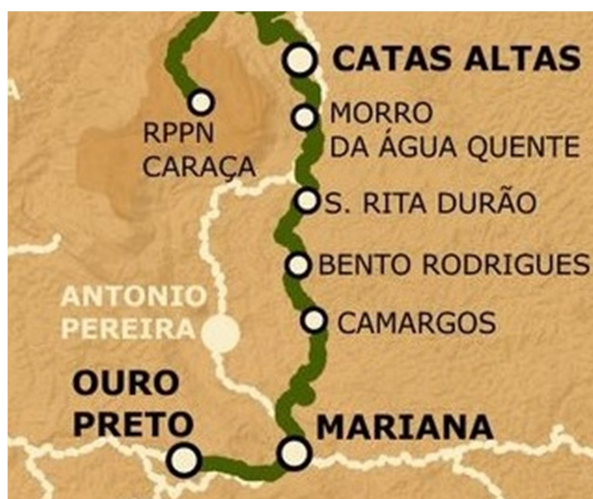 CATAS ALTAS
MORRO
DA ÁGUA QUENTE
RPPN
CARAÇA
S. RITA DURÃO
BENTO RODRIGUES
ANTONIO
PEREIRA
CAMARGOS
OURO
PRETO
MARIANA